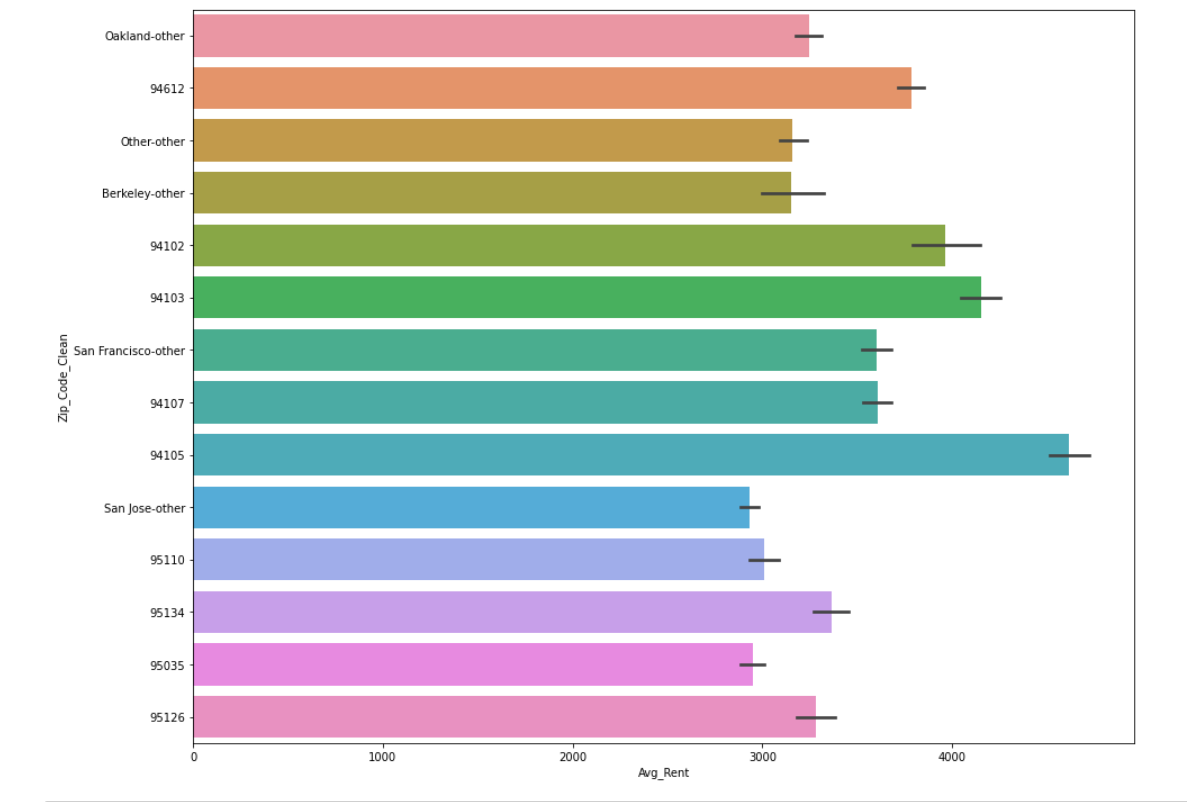 Oakland-other
94612
Other-other
Berkeley-other
94102
94103
San Francisco-other
94107
94105
San Jose-other
95110
95134
95035
95126
Zip_Code_Clean
0 1000 2000 3000 4000
Avg_Rent